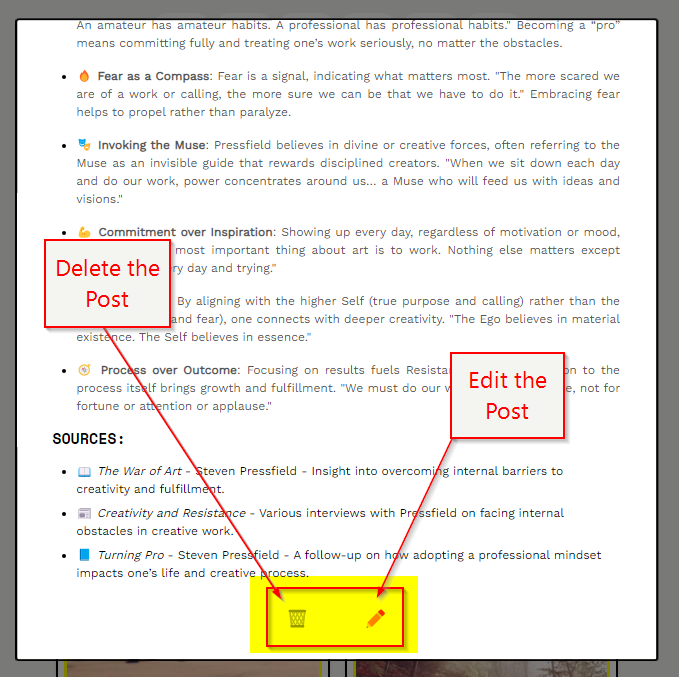 An amateur has amateur habits. A professional has professional habits." Becoming a “pro”
means committing fully and treating one’s work seriously, no matter the obstacles.
• 🔥 Fear as a Compass: Fear is a signal, indicating what matters most. "The more scared we
are of a work or calling, the more sure we can be that we have to do it." Embracing fear
helps to propel rather than paralyze.
• 🎭 Invoking the Muse: Pressfield believes in divine or creative forces, often referring to the
Muse as an invisible guide that rewards disciplined creators. "When we sit down each day
and do our work, power concentrates around us... a Muse who will feed us with ideas and
visions."
• 💪 Commitment over Inspiration: Showing up every day, regardless of motivation or mood,
most important thing about art is to work. Nothing else matters except
day and trying."
By aligning with the higher Self (true purpose and calling) rather than the
and fear), one connects with deeper creativity. "The Ego believes in material
existence. The Self believes in essence."
• 🧭 Process over Outcome: Focusing on results fuels
to the
process itself brings growth and fulfillment. "We must do our
not for
fortune or attention or applause."
Delete the
Post
Edit the
Post
SOURCES:
• 📖 The War of Art - Steven Pressfield - Insight into overcoming internal barriers to
creativity and fulfillment.
• 📰 Creativity and Resistance - Various interviews with Pressfield on facing internal
obstacles in creative work.
• 📘 Turning Pro - Steven Pressfield - A follow-up on how adopting a professional mindset
impacts one’s life and creative process.